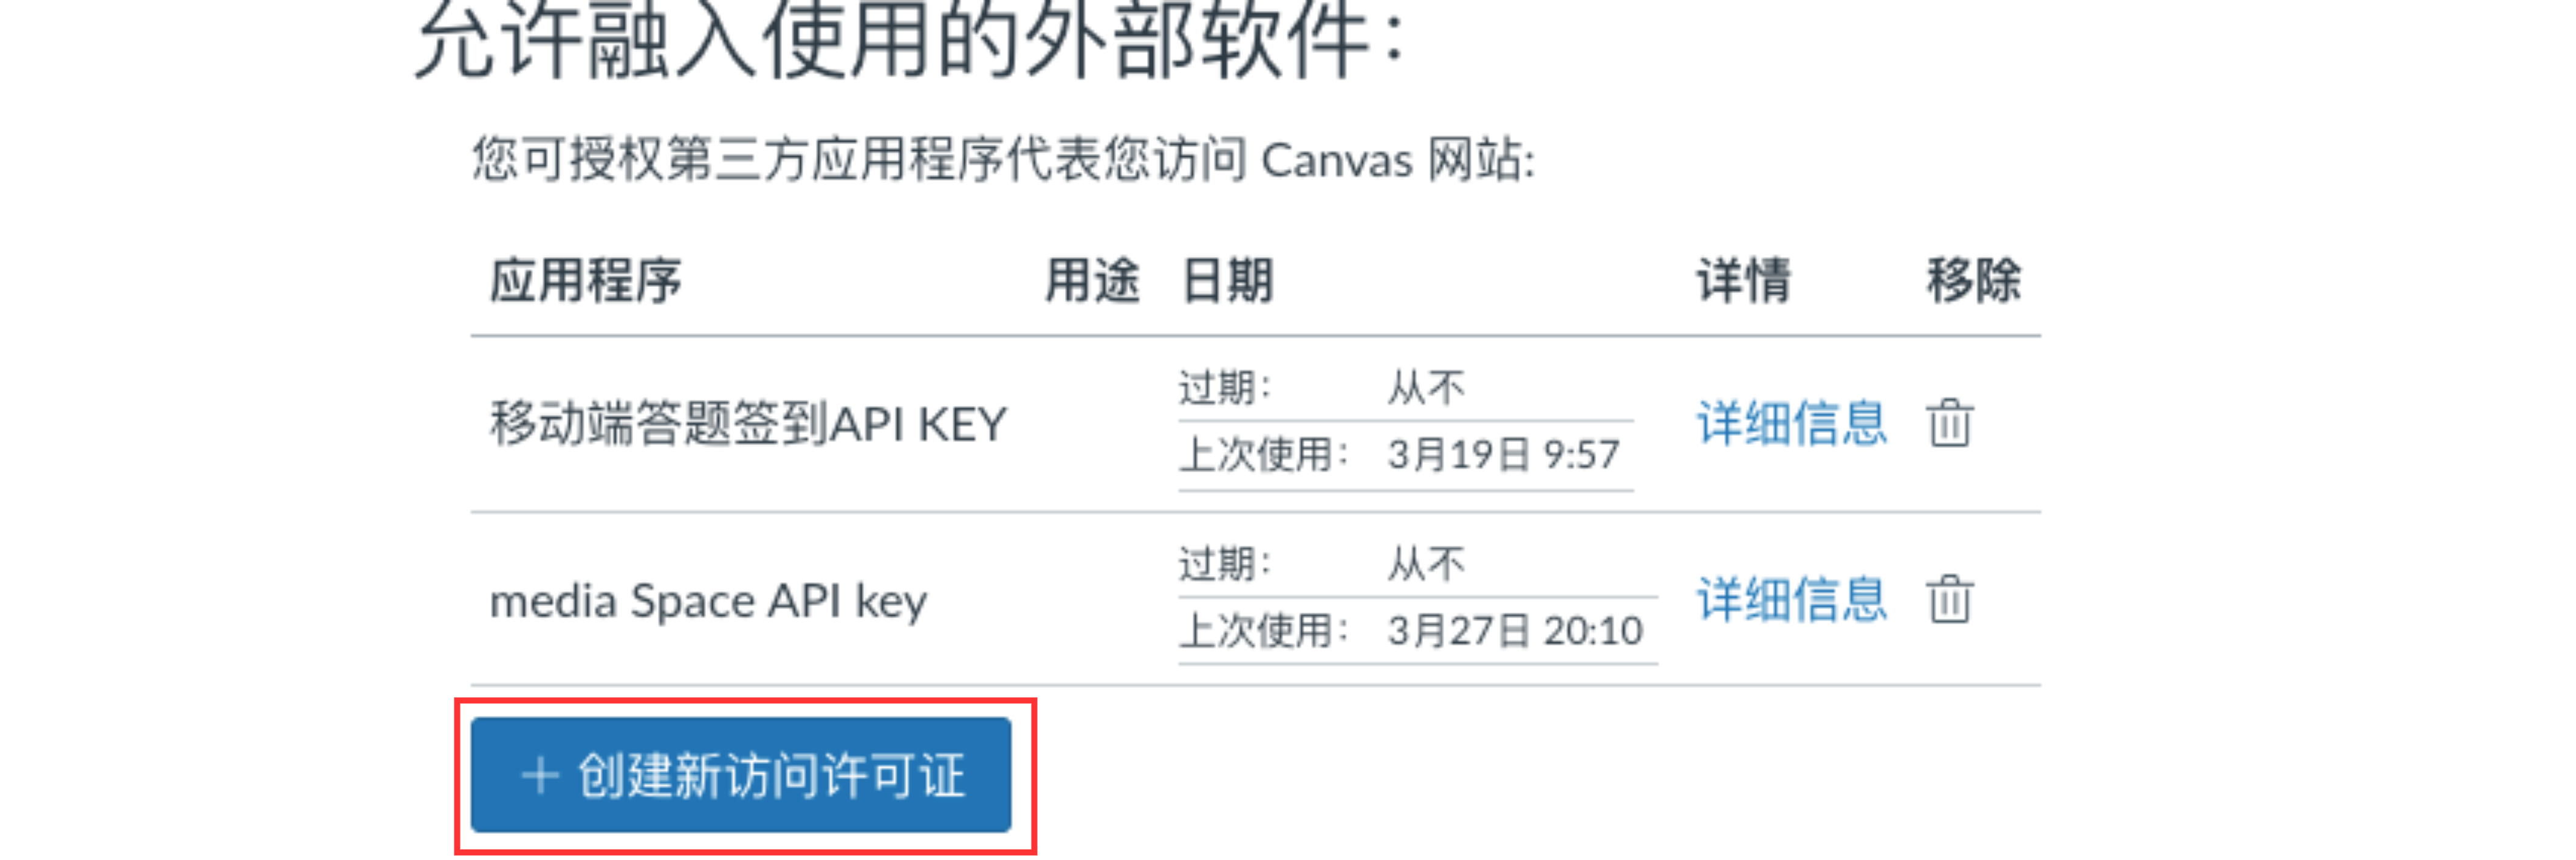 允许融入使用的外部软件：
您可授权第三方应用程序代表您访问 Canvas 网站:
应用程序 用途 日期 详情 移除
移动端答题签到API KEY 过期： 从不 详细信息
上次使用： 3月19日 9:57
media Space API key 过期： 从不 详细信息
上次使用： 3月27日 20:10
+ 创建新访问许可证